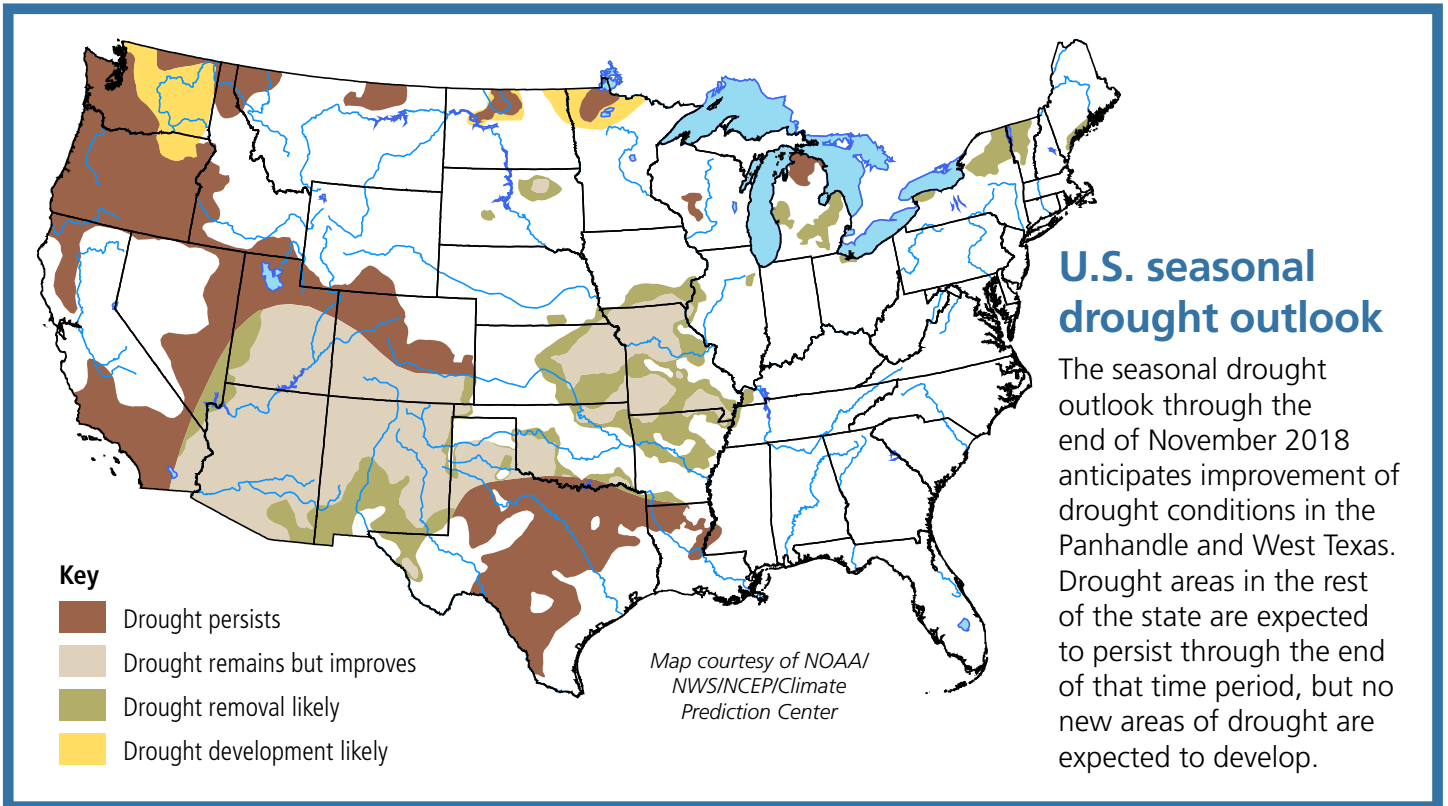 U.S. seasonal
drought outlook
The seasonal drought
outlook through the
end of November 2018
anticipates improvement of
drought conditions in the
Panhandle and West Texas.
Drought areas in the rest
of the state are expected
to persist through the end
of that time period, but no
new areas of drought are
expected to develop.
Key
Drought persists
Drought remains but improves
Drought removal likely
Drought development likely
Map courtesy of NOAA/
NWS/NCEP/Climate
Prediction Center